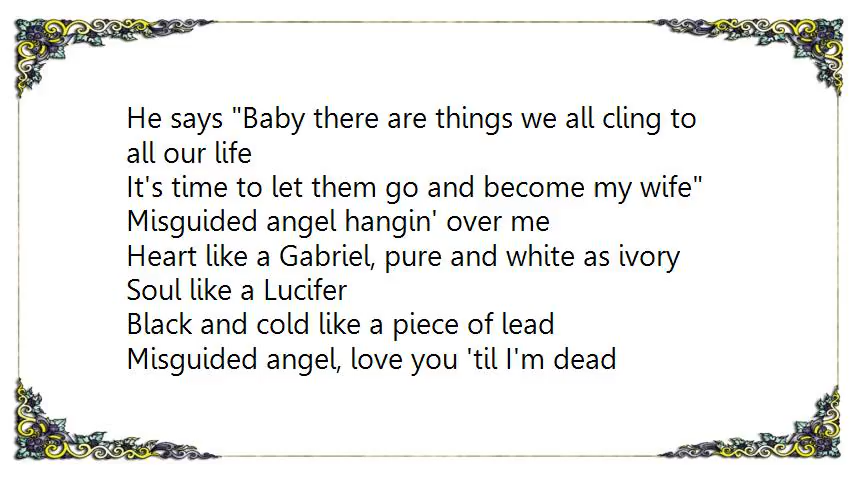 He says "Baby there are things we all cling to
all our life
It's time to let them go and become my wife"
Misguided angel hangin' over me
Heart like a Gabriel, pure and white as ivory
Soul like a Lucifer
Black and cold like a piece of lead
Misguided angel, love you 'til I'm dead